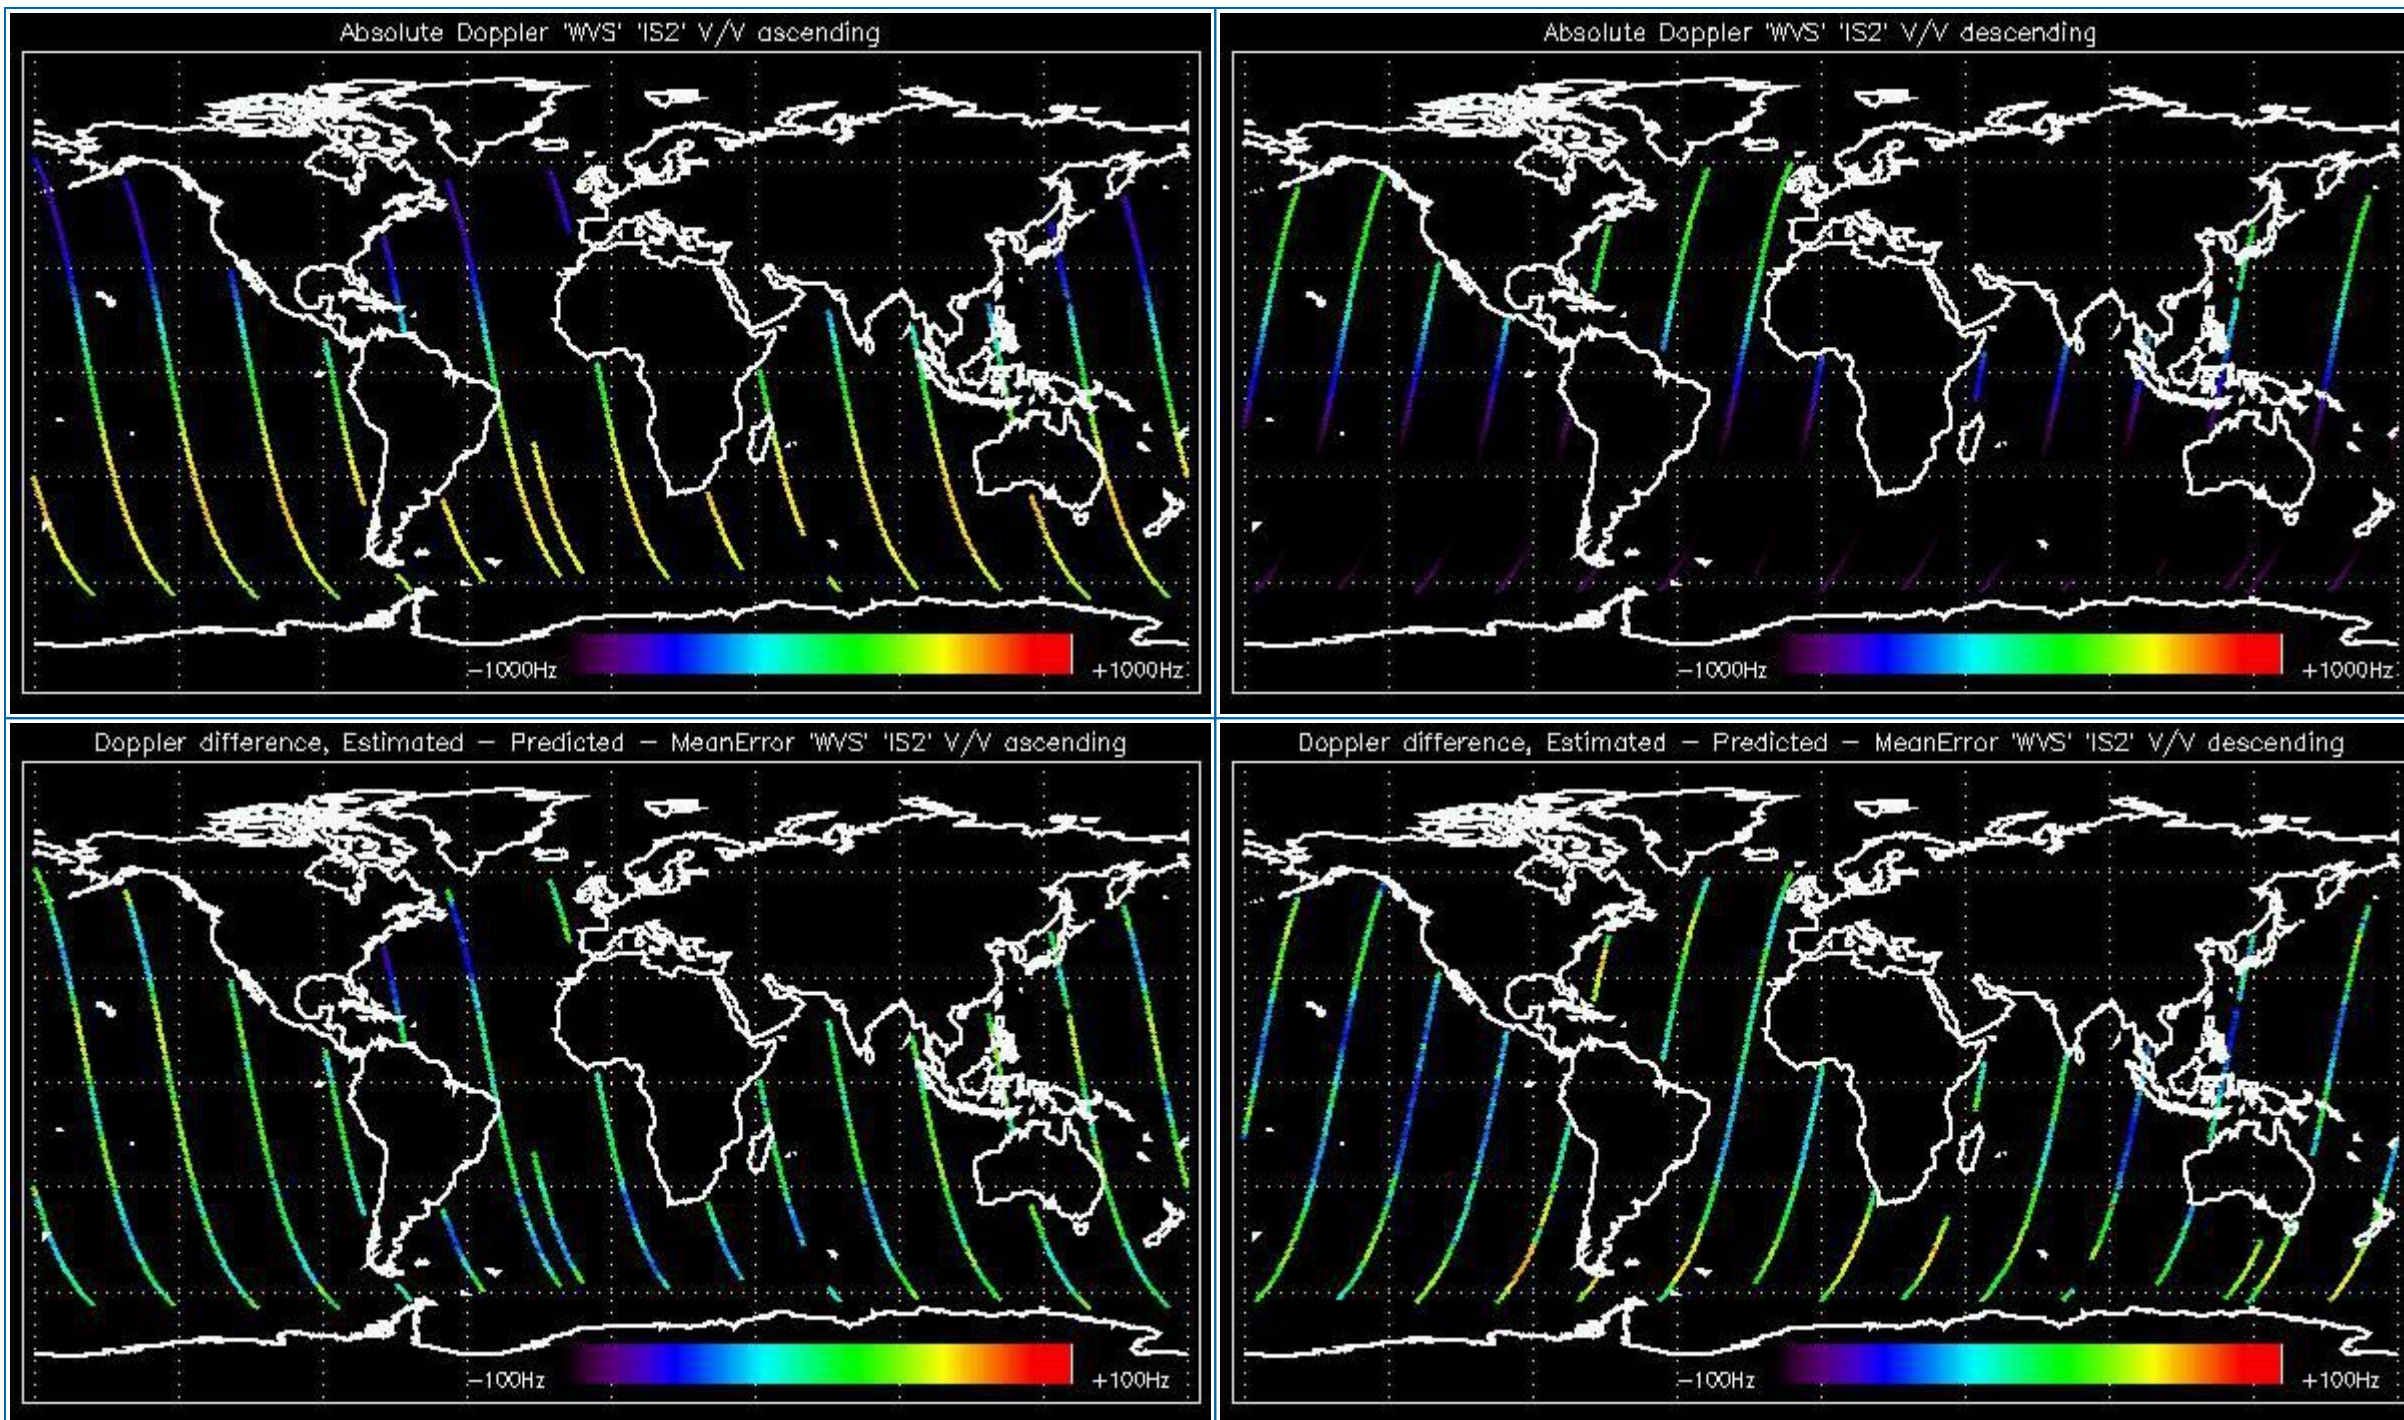 Absolute Doppler 'WVS' 'IS2' V/V ascending
-1000Hz
+1000Hz
Absolute Doppler 'WVS' 'IS2' V/V descending
-1000Hz
+1000Hz
Doppler difference, Estimated - Predicted - MeanError 'WVS' 'IS2' V/V ascending
-100Hz
+100Hz
Doppler difference, Estimated - Predicted - MeanError 'WVS' 'IS2' V/V descending
-100Hz
+100Hz